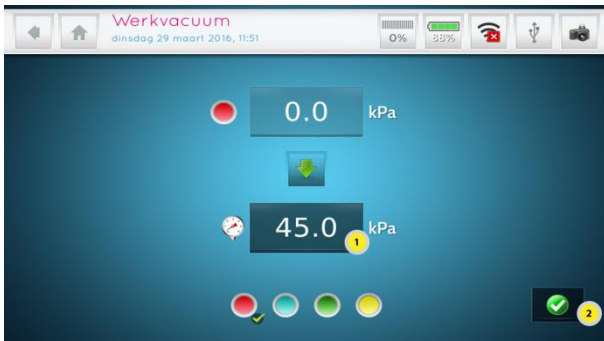 Werkvacuum
dinsdag 29 maart 2016, 11:51
0% 88%
0.0 kPa
45.0 kPa
1
2